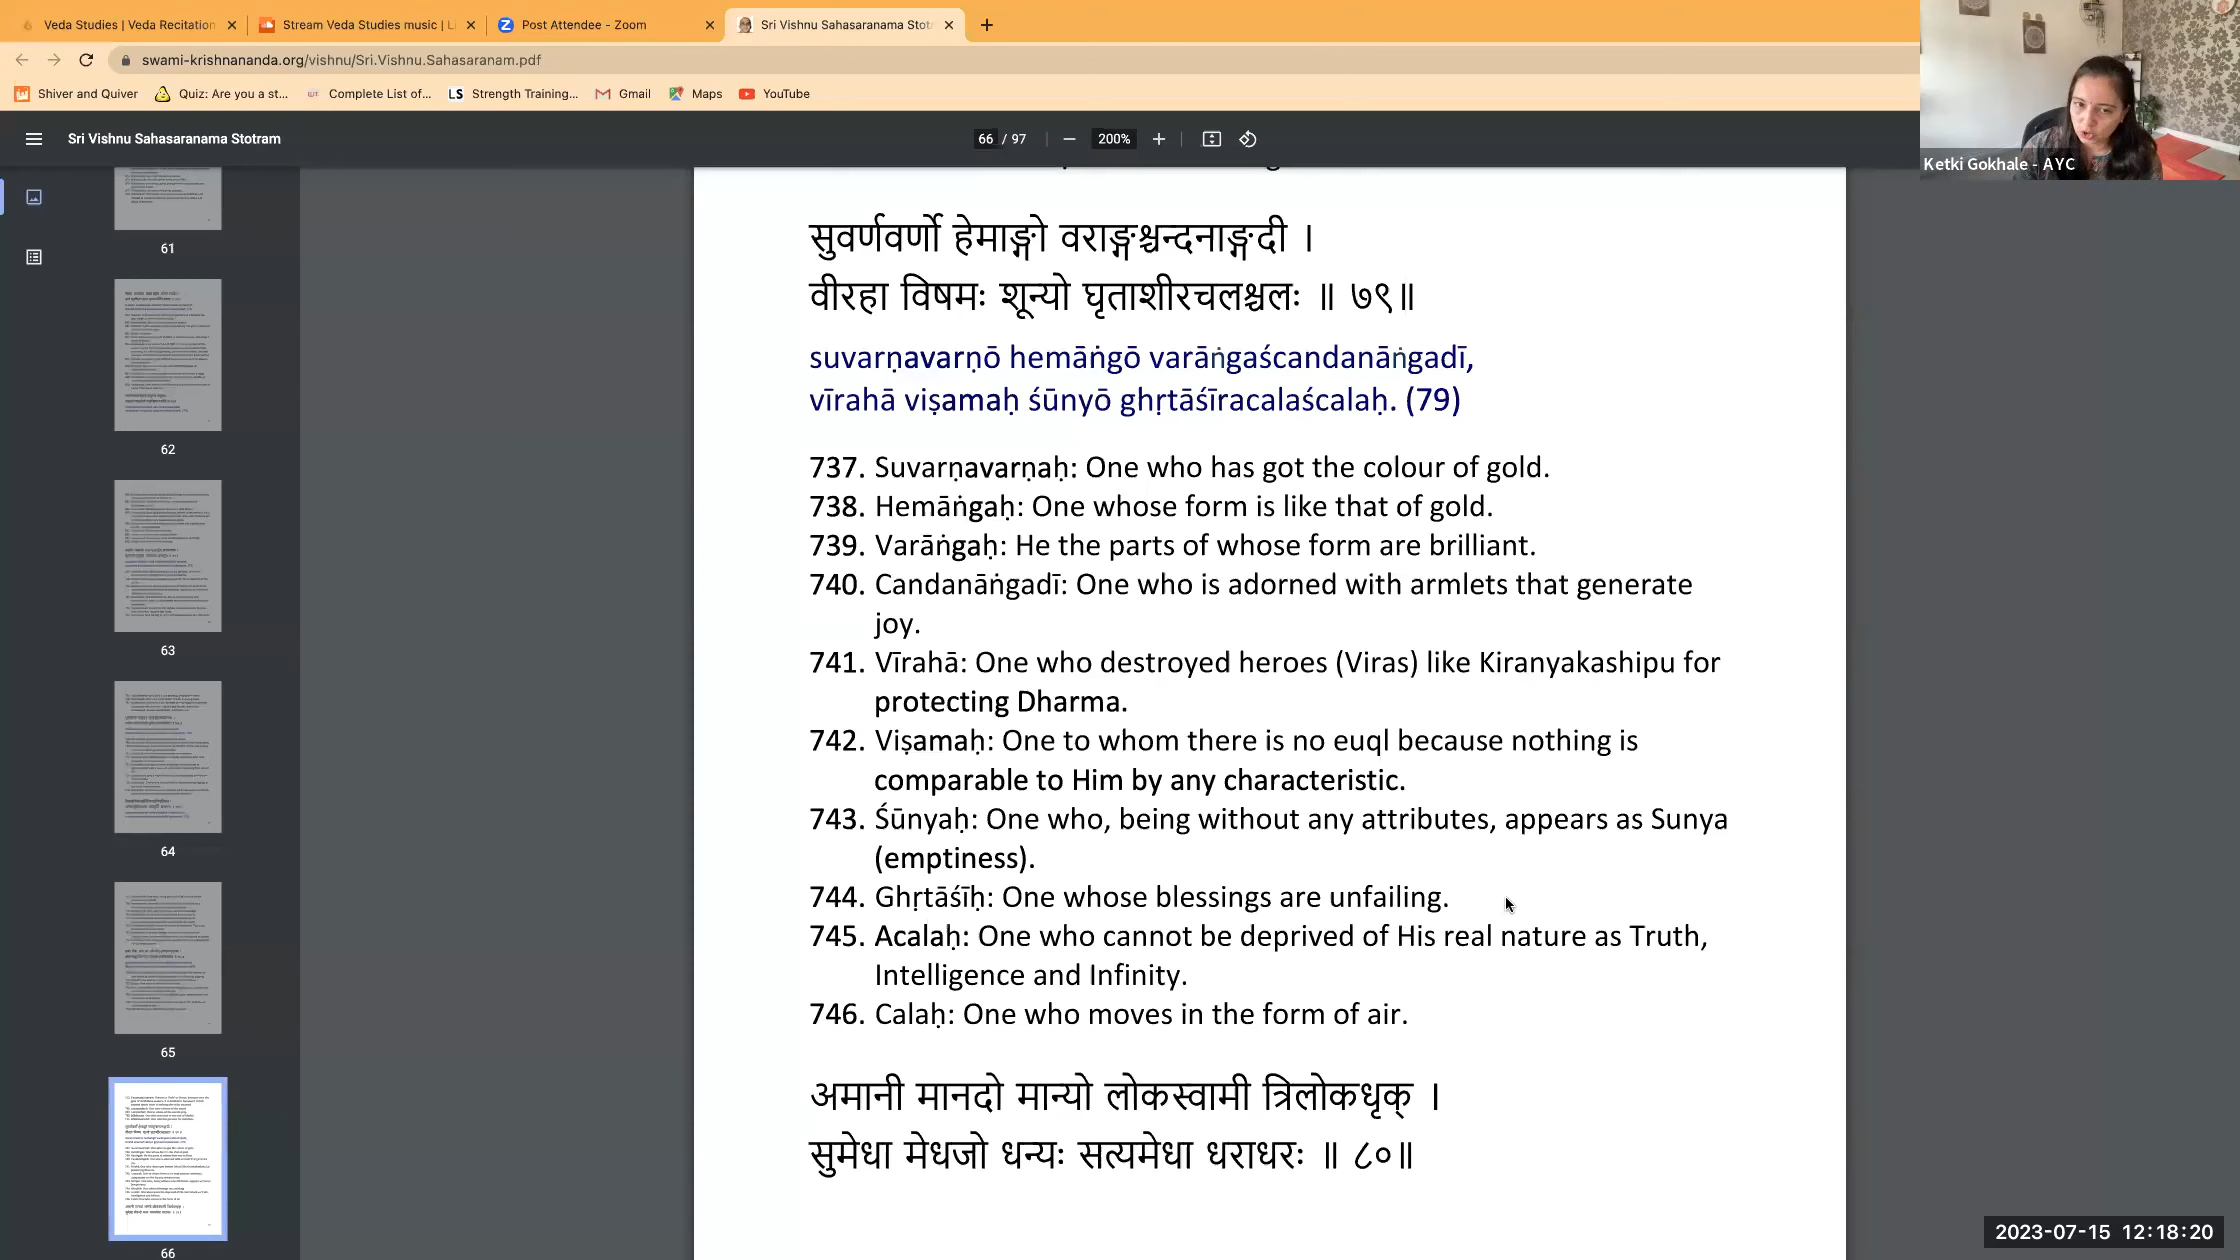 Veda Studies | Veda Recitation
Stream Veda Studies music | Li
Post Attendee - Zoom
Sri Vishnu Sahasaranama Stotr
swami-krishnananda.org/vishnu/Sri.Vishnu.Sahasaranam.pdf
Shiver and Quiver
Quiz: Are you a st...
Complete List of...
LS Strength Training...
Gmail
Maps
YouTube
Sri Vishnu Sahasaranama Stotram
66 / 97
200%
Ketki Gokhale - AYC
61
62
63
64
65
66
सुवर्णवर्णो हेमाङ्गो वराङ्गश्चन्दनाङ्गदी ।
वीरहा विषमः शून्यो घृताशीरचलश्चलः ॥ ७९॥
suvarṇavarṇō hemāṅgō varāṅgaścandanāṅgadī,
vīrahā viṣamaḥ śūnyō ghṛtāśīracalaścalaḥ. (79)
737. Suvarṇavarṇaḥ: One who has got the colour of gold.
738. Hemāṅgaḥ: One whose form is like that of gold.
739. Varāṅgaḥ: He the parts of whose form are brilliant.
740. Candanāṅgadī: One who is adorned with armlets that generate
joy.
741. Vīrahā: One who destroyed heroes (Viras) like Kiranyakashipu for
protecting Dharma.
742. Viṣamaḥ: One to whom there is no euql because nothing is
comparable to Him by any characteristic.
743. Śūnyaḥ: One who, being without any attributes, appears as Sunya
(emptiness).
744. Ghṛtāśīḥ: One whose blessings are unfailing.
745. Acalaḥ: One who cannot be deprived of His real nature as Truth,
Intelligence and Infinity.
746. Calaḥ: One who moves in the form of air.
अमानी मानदो मान्यो लोकस्वामी त्रिलोकधृक् ।
सुमेधा मेधजो धन्यः सत्यमेधा धराधरः ॥ ८०॥
2023-07-15 12:18:20